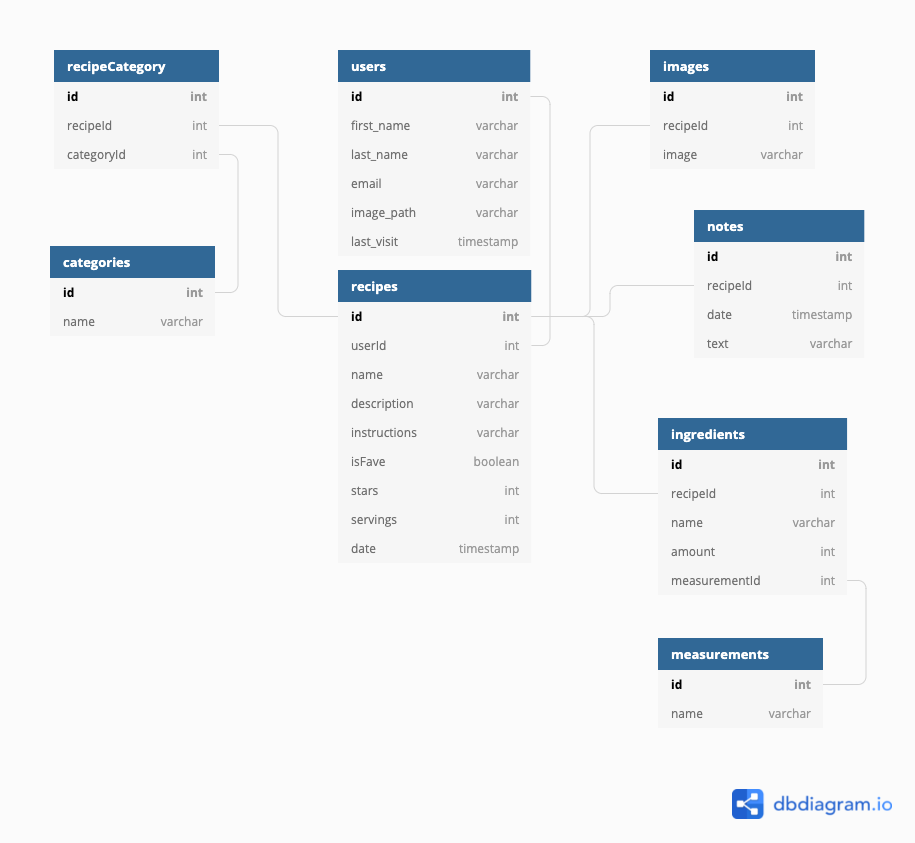 recipeCategory
id int
recipeId int
categoryId int
categories
id int
name varchar
users
id int
first_name varchar
last_name varchar
email varchar
image_path varchar
last_visit timestamp
recipes
id int
userId int
name varchar
description varchar
instructions varchar
isFave boolean
stars int
servings int
date timestamp
images
id int
recipeId int
image varchar
notes
id int
recipeId int
date timestamp
text varchar
ingredients
id int
recipeId int
name varchar
amount int
measurementId int
measurements
id int
name varchar
dbdiagram.io